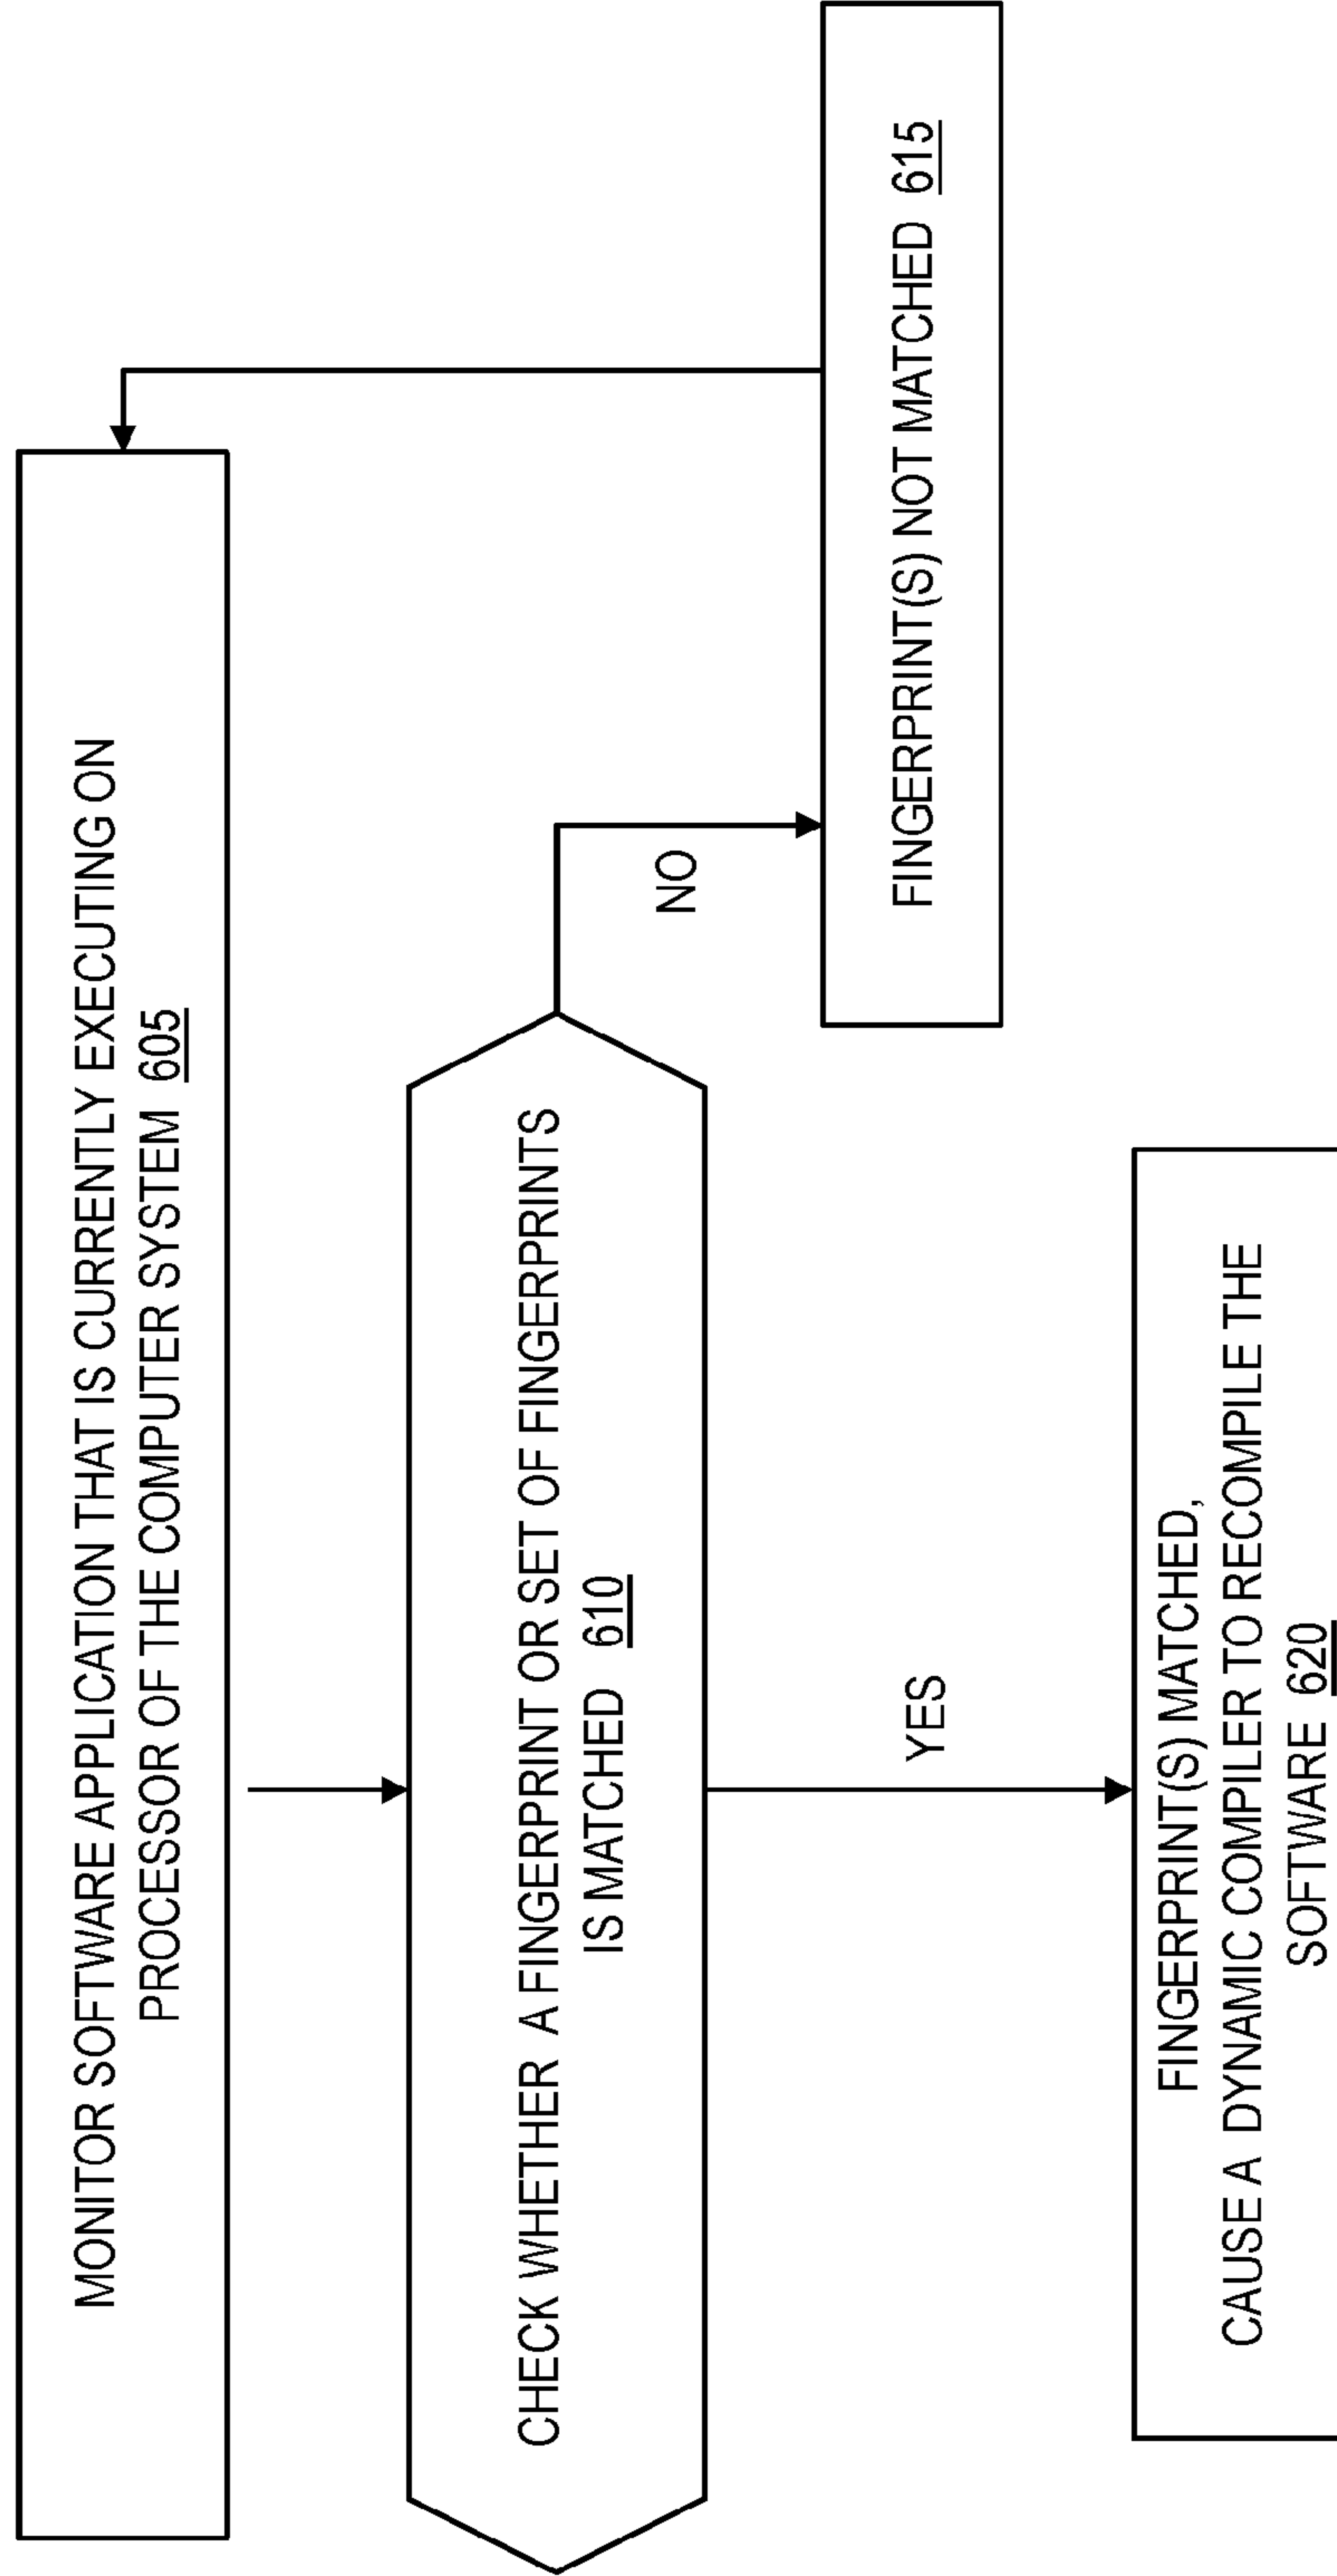 MONITOR SOFTWARE APPLICATION THAT IS CURRENTLY EXECUTING ON
PROCESSOR OF THE COMPUTER SYSTEM 605
CHECK WHETHER A FINGERPRINT OR SET OF FINGERPRINTS
IS MATCHED 610
NO
FINGERPRINT(S) NOT MATCHED 615
YES
FINGERPRINT(S) MATCHED,
CAUSE A DYNAMIC COMPILER TO RECOMPILE THE
SOFTWARE 620